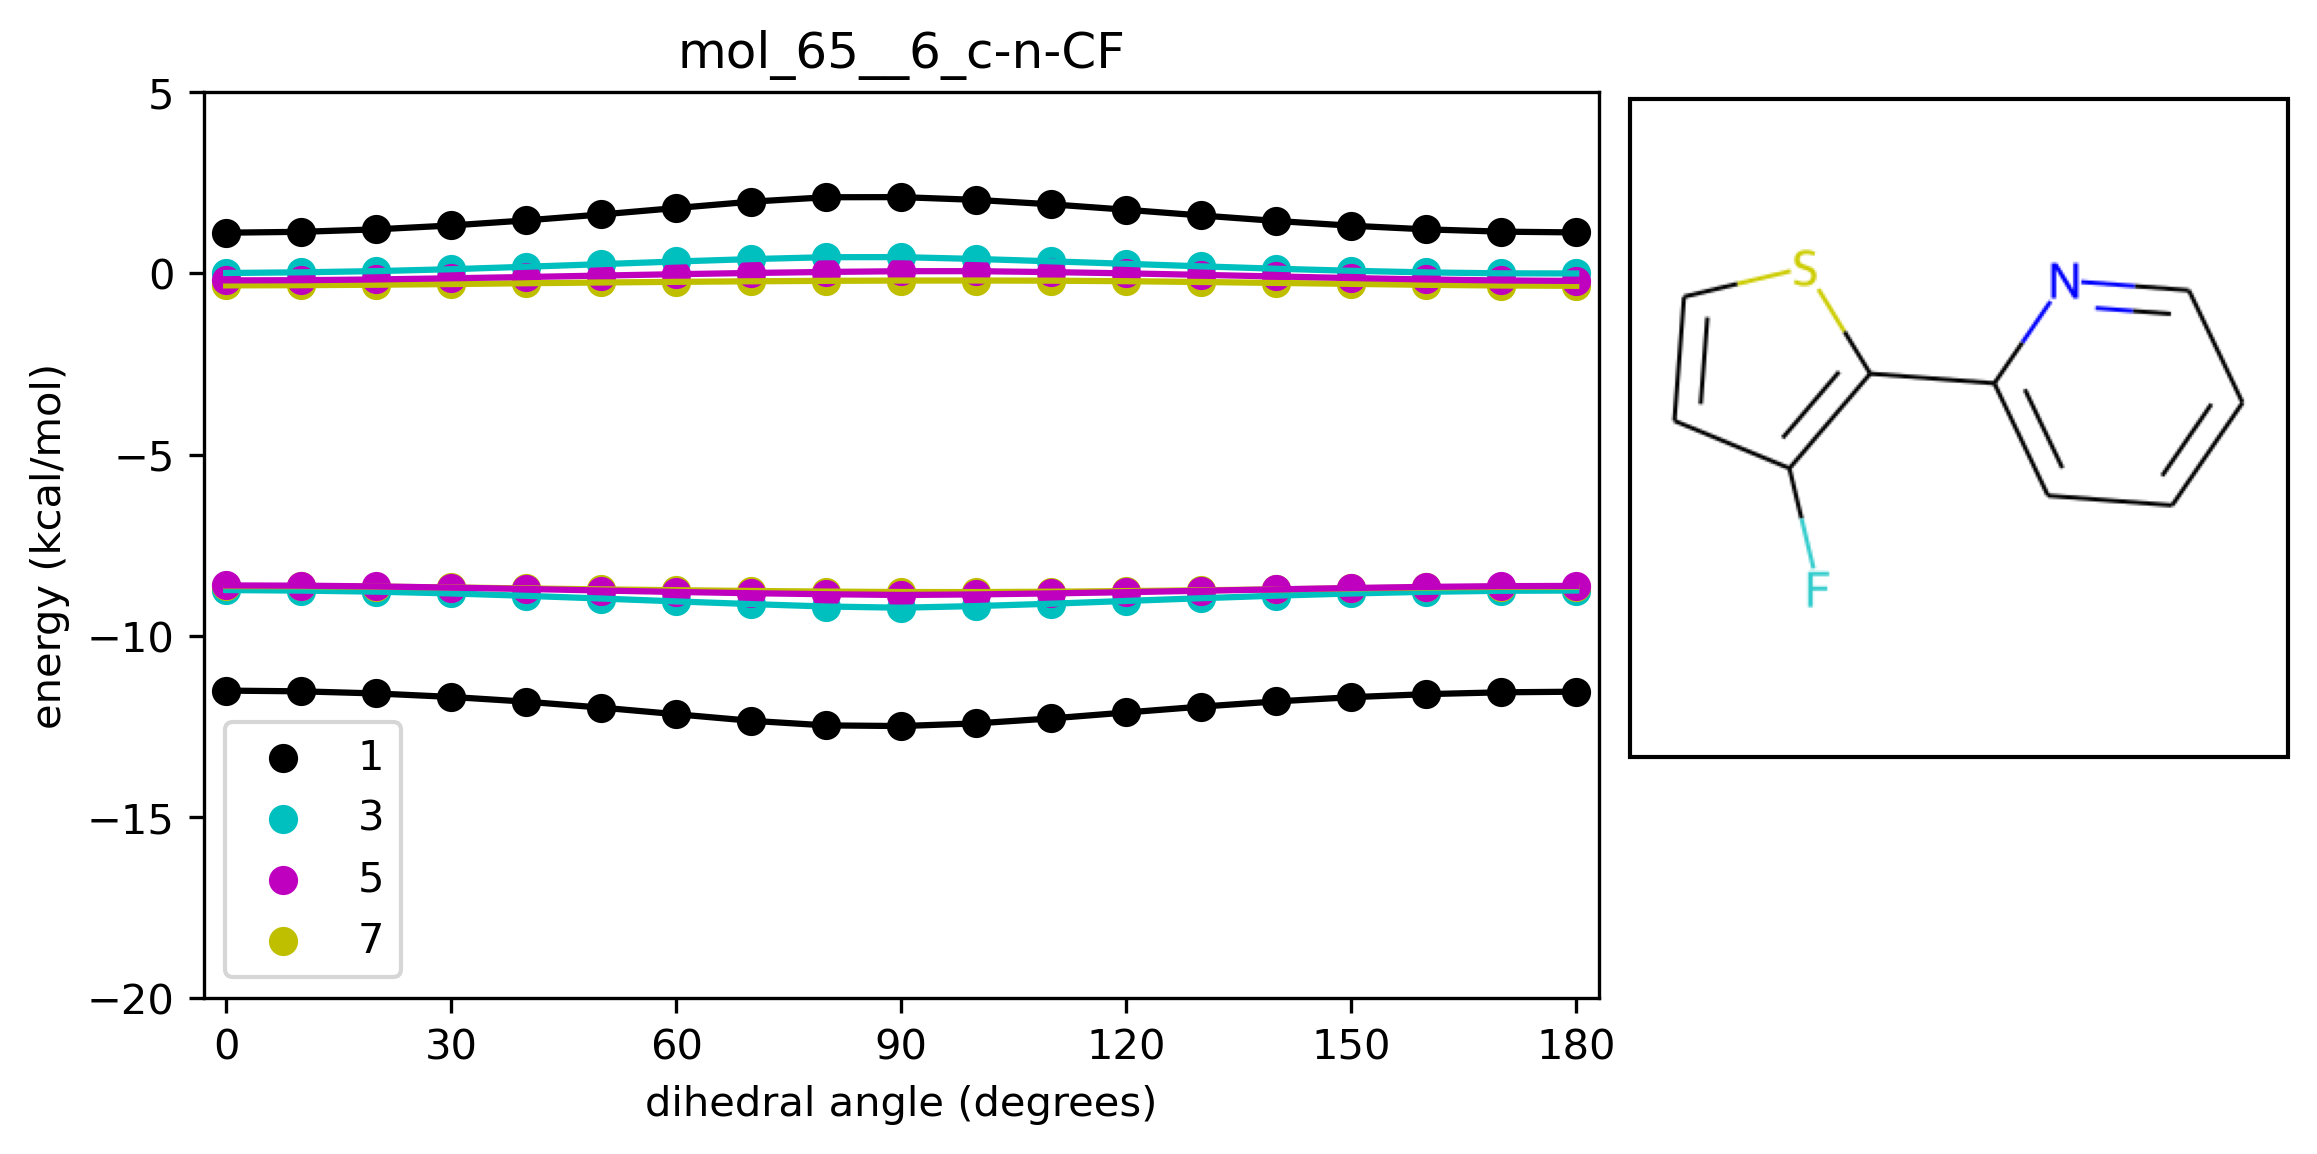 mol_65__6_c-n-CF
energy (kcal/mol)
5
0
−5
−10
−15
−20
1
3
5
7
0 30 60 90 120 150 180
dihedral angle (degrees)
S
N
F